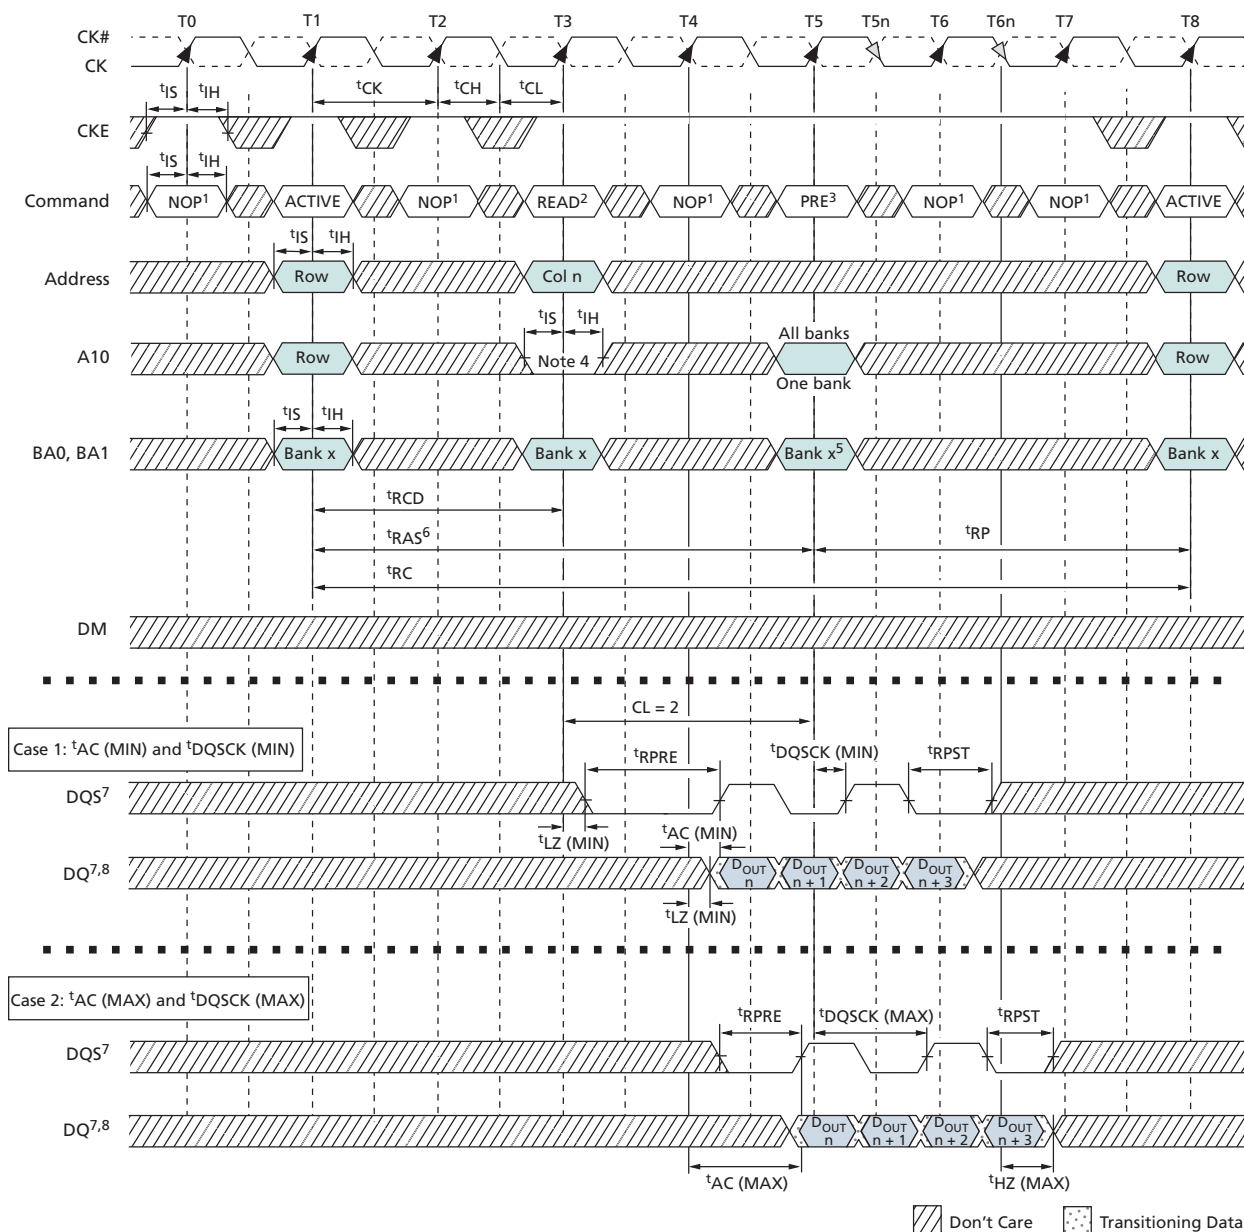 T0 T1 T2 T3 T4 T5 T5n T6 T6n T7 T8
CK#
CK
tIS tIH tCK tCH tCL
CKE
tIS tIH
Command NOP1 ACTIVE NOP1 READ2 NOP1 PRE3 NOP1 NOP1 ACTIVE
tIS tIH
Address Row Col n Row
tIS tIH All banks
A10 Row Note 4 Row
One bank
tIS tIH
BA0, BA1 Bank x Bank x Bank x5 Bank x
tRCD
tRAS6 tRP
tRC
DM
CL = 2
Case 1: tAC (MIN) and tDQSCK (MIN)
tRPRE tDQSCK (MIN) tRPST
DQS7
tLZ (MIN) tAC (MIN)
DQ7,8 DOUT n DOUT n + 1 DOUT n + 2 DOUT n + 3
tLZ (MIN)
Case 2: tAC (MAX) and tDQSCK (MAX)
tRPRE tDQSCK (MAX) tRPST
DQS7
DQ7,8 DOUT n DOUT n + 1 DOUT n + 2 DOUT n + 3
tAC (MAX) tHZ (MAX)
Don't Care Transitioning Data